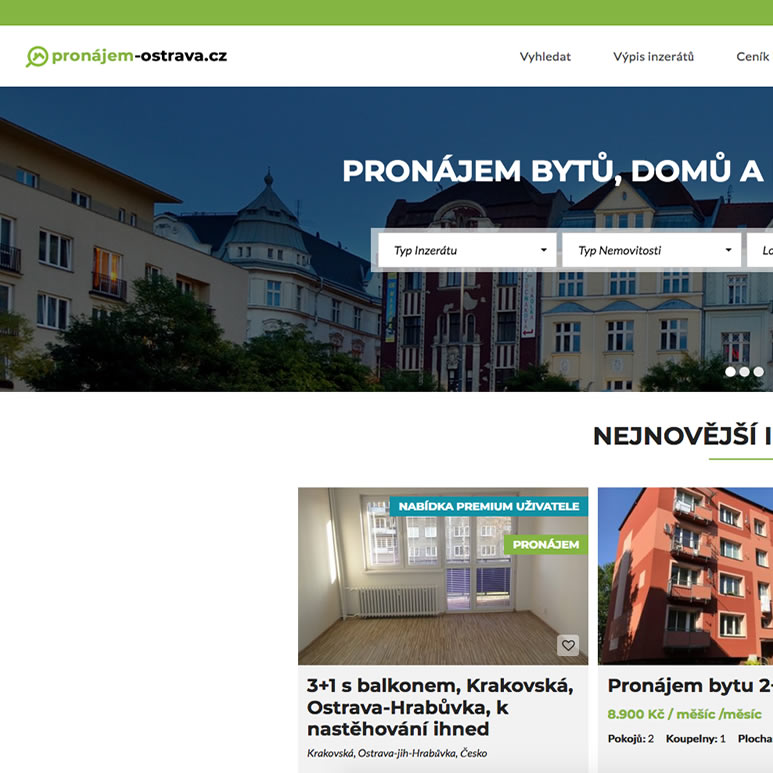 pronájem-ostrava.cz
Vyhledat Výpis inzerátů Ceník
PRONÁJEM BYTŮ, DOMŮ A
Typ Inzerátu Typ Nemovitosti
NEJNOVĚJŠÍ I
NABÍDKA PREMIUM UŽIVATELE
PRONÁJEM
3+1 s balkonem, Krakovská,
Ostrava-Hrabůvka, k
nastěhování ihned
Krakovská, Ostrava-jih-Hrabůvka, Česko
Pronájem bytu 2+
8.900 Kč / měšíc /měsíc
Pokojů: 2 Koupelny: 1 Plocha